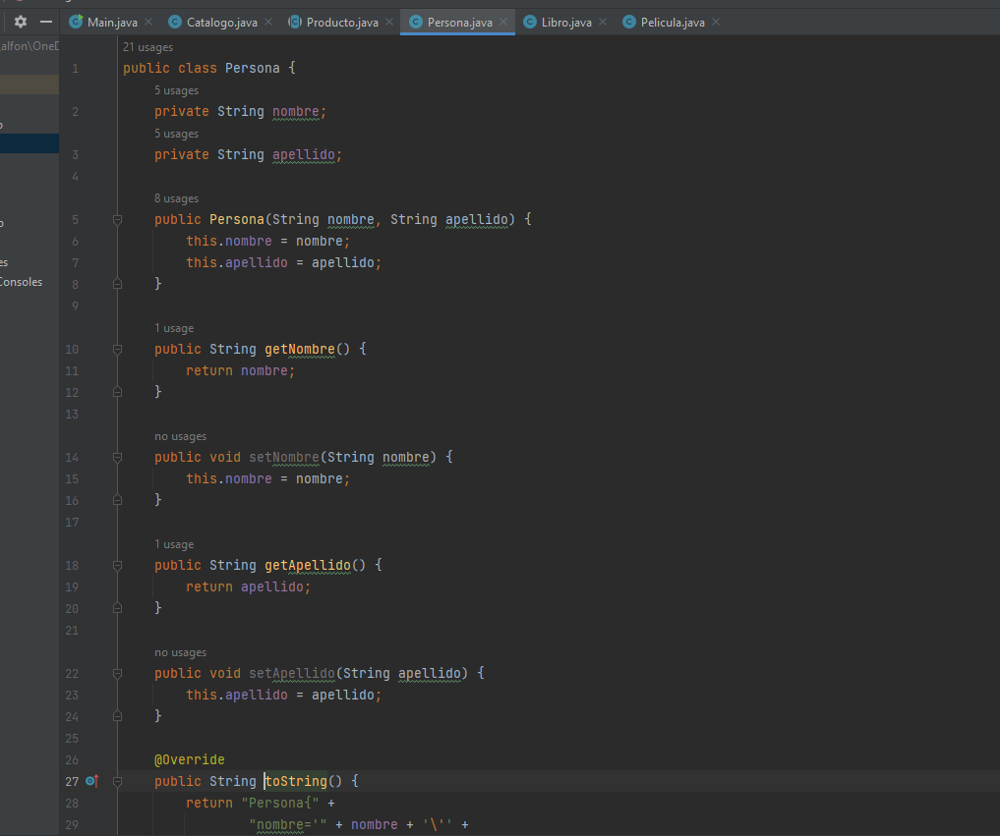 Main.java Catalogo.java Producto.java Persona.java Libro.java Pelicula.java
alfon\OneD
21 usages
1 public class Persona {
5 usages
2 private String nombre;
5 usages
3 private String apellido;
4
8 usages
5 public Persona(String nombre, String apellido) {
6 this.nombre = nombre;
7 this.apellido = apellido;
Consoles
8 }
9
1 usage
10 public String getNombre() {
11 return nombre;
12 }
13
no usages
14 public void setNombre(String nombre) {
15 this.nombre = nombre;
16 }
17
1 usage
18 public String getApellido() {
19 return apellido;
20 }
21
no usages
22 public void setApellido(String apellido) {
23 this.apellido = apellido;
24 }
25
26 @Override
27 public String toString() {
28 return "Persona{" +
29 "nombre='" + nombre + '\'' +